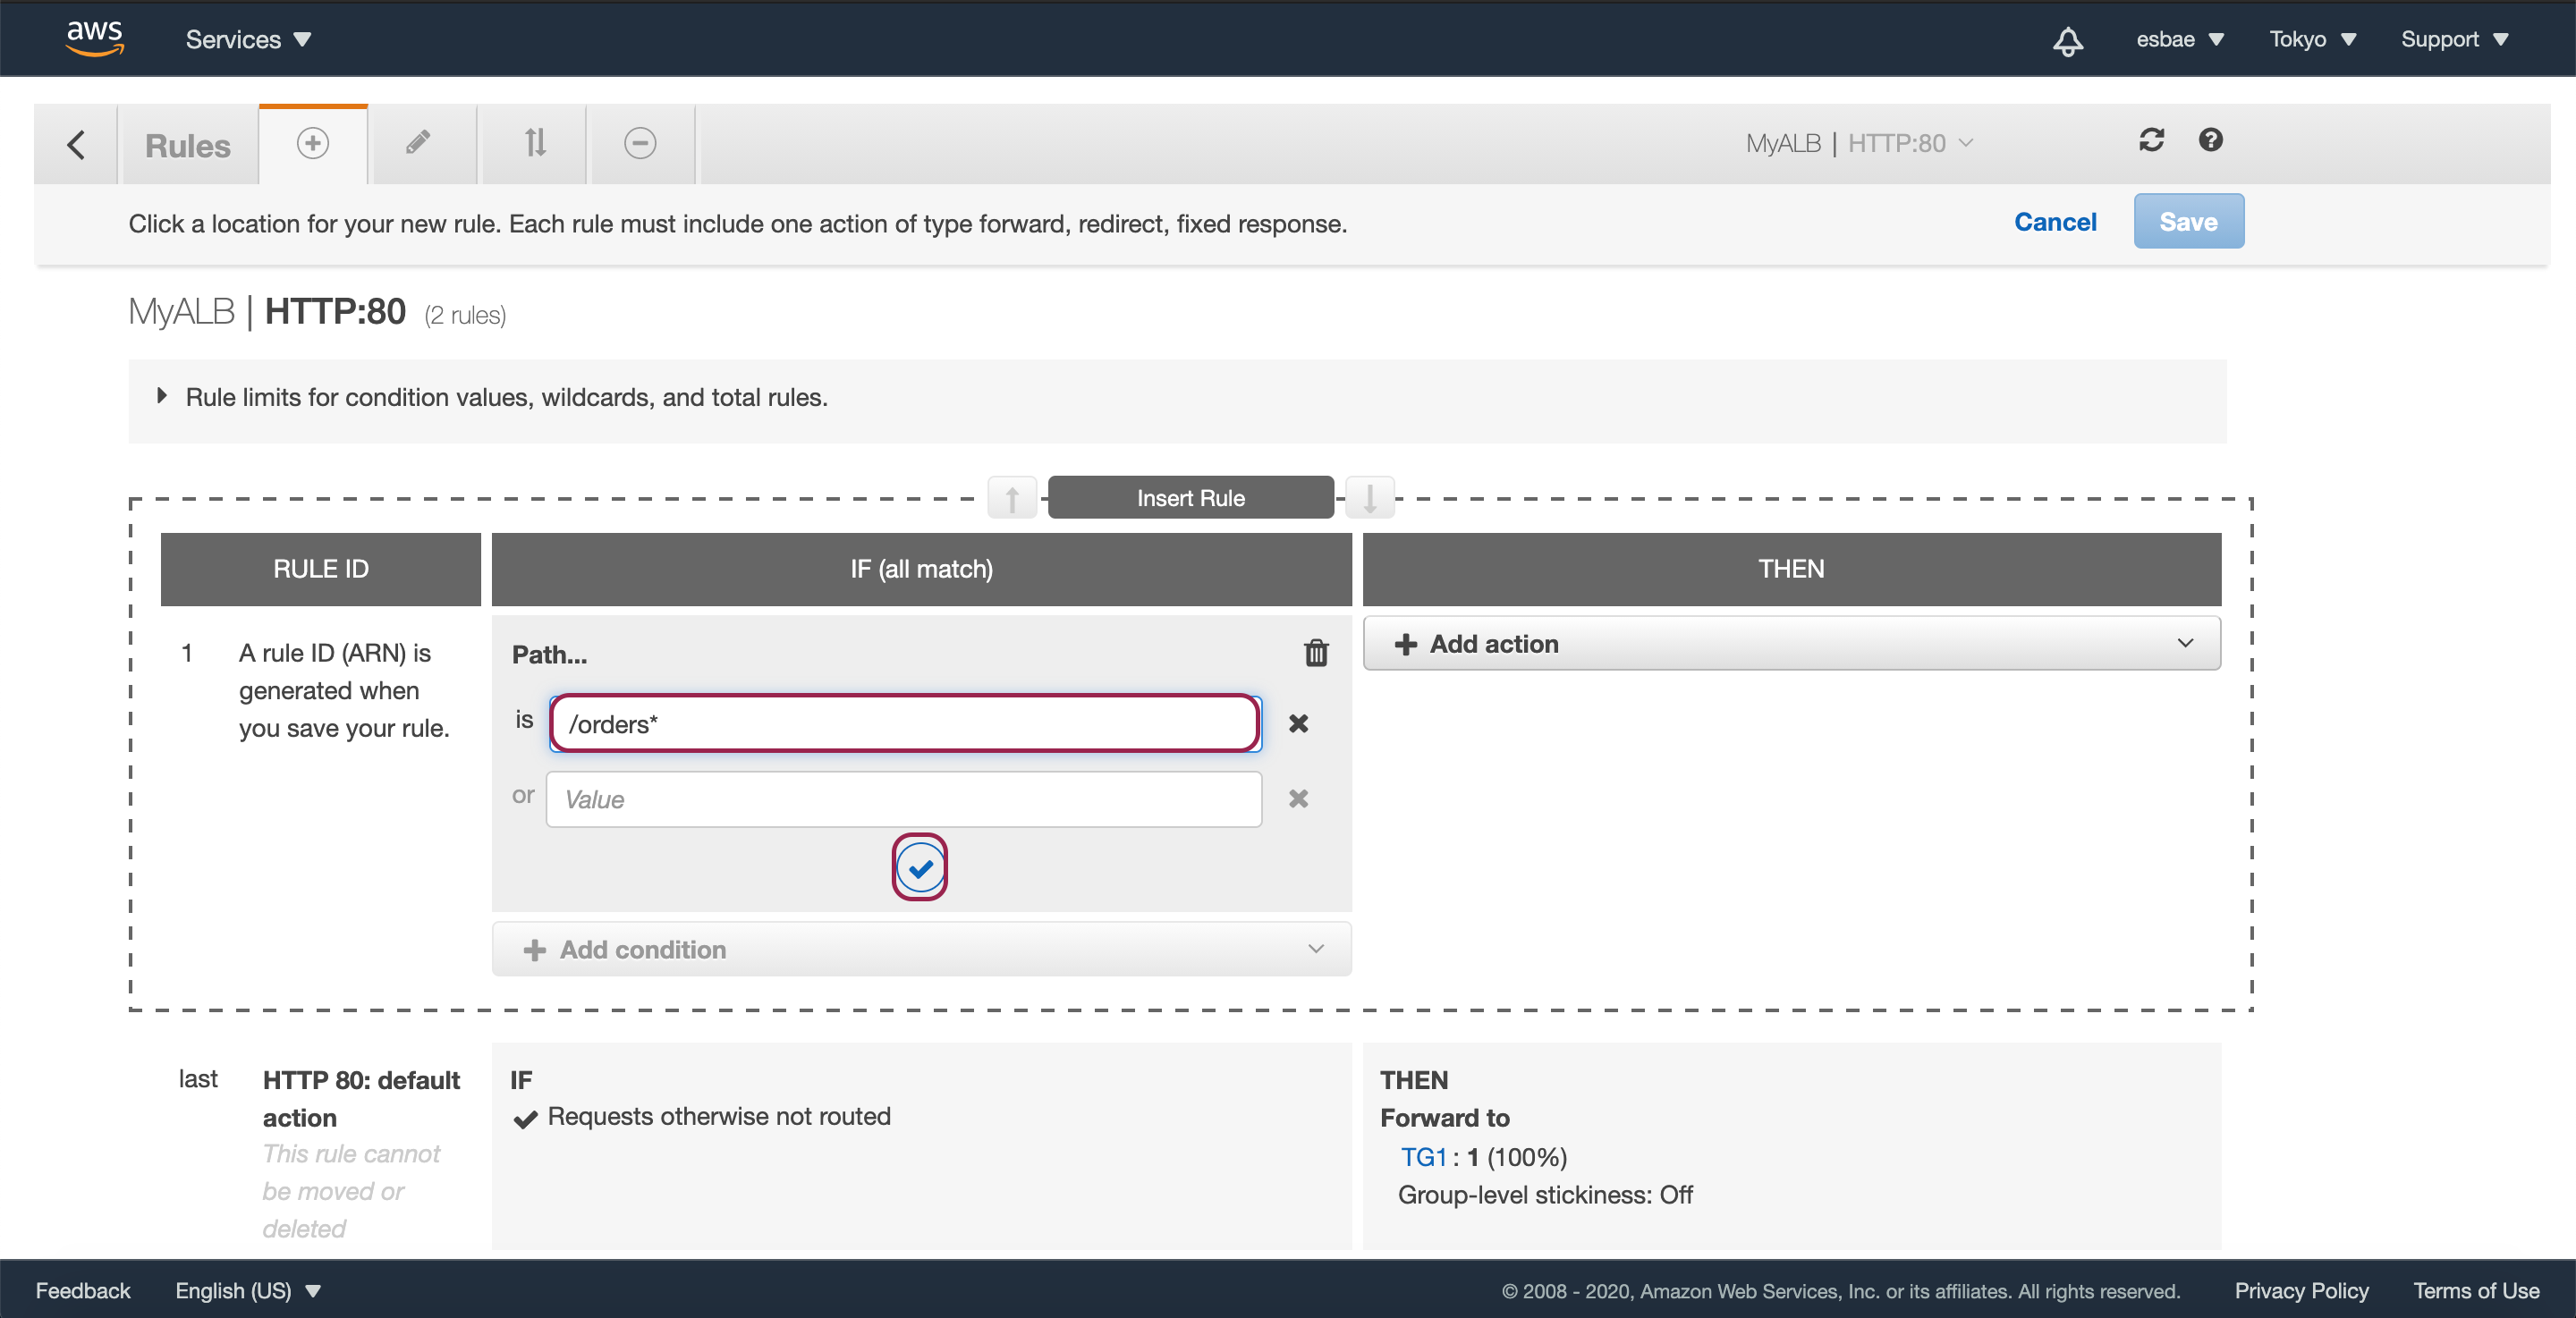 aws Services esbae Tokyo Support
Rules MyALB | HTTP:80
Click a location for your new rule. Each rule must include one action of type forward, redirect, fixed response. Cancel Save
MyALB | HTTP:80 (2 rules)
Rule limits for condition values, wildcards, and total rules.
Insert Rule
RULE ID IF (all match) THEN
1 A rule ID (ARN) is
generated when
you save your rule.
Path...
is /orders*
or Value
Add condition
Add action
last HTTP 80: default
action
This rule cannot
be moved or
deleted
IF
Requests otherwise not routed
THEN
Forward to
TG1 : 1 (100%)
Group-level stickiness: Off
Feedback English (US) © 2008 - 2020, Amazon Web Services, Inc. or its affiliates. All rights reserved. Privacy Policy Terms of Use